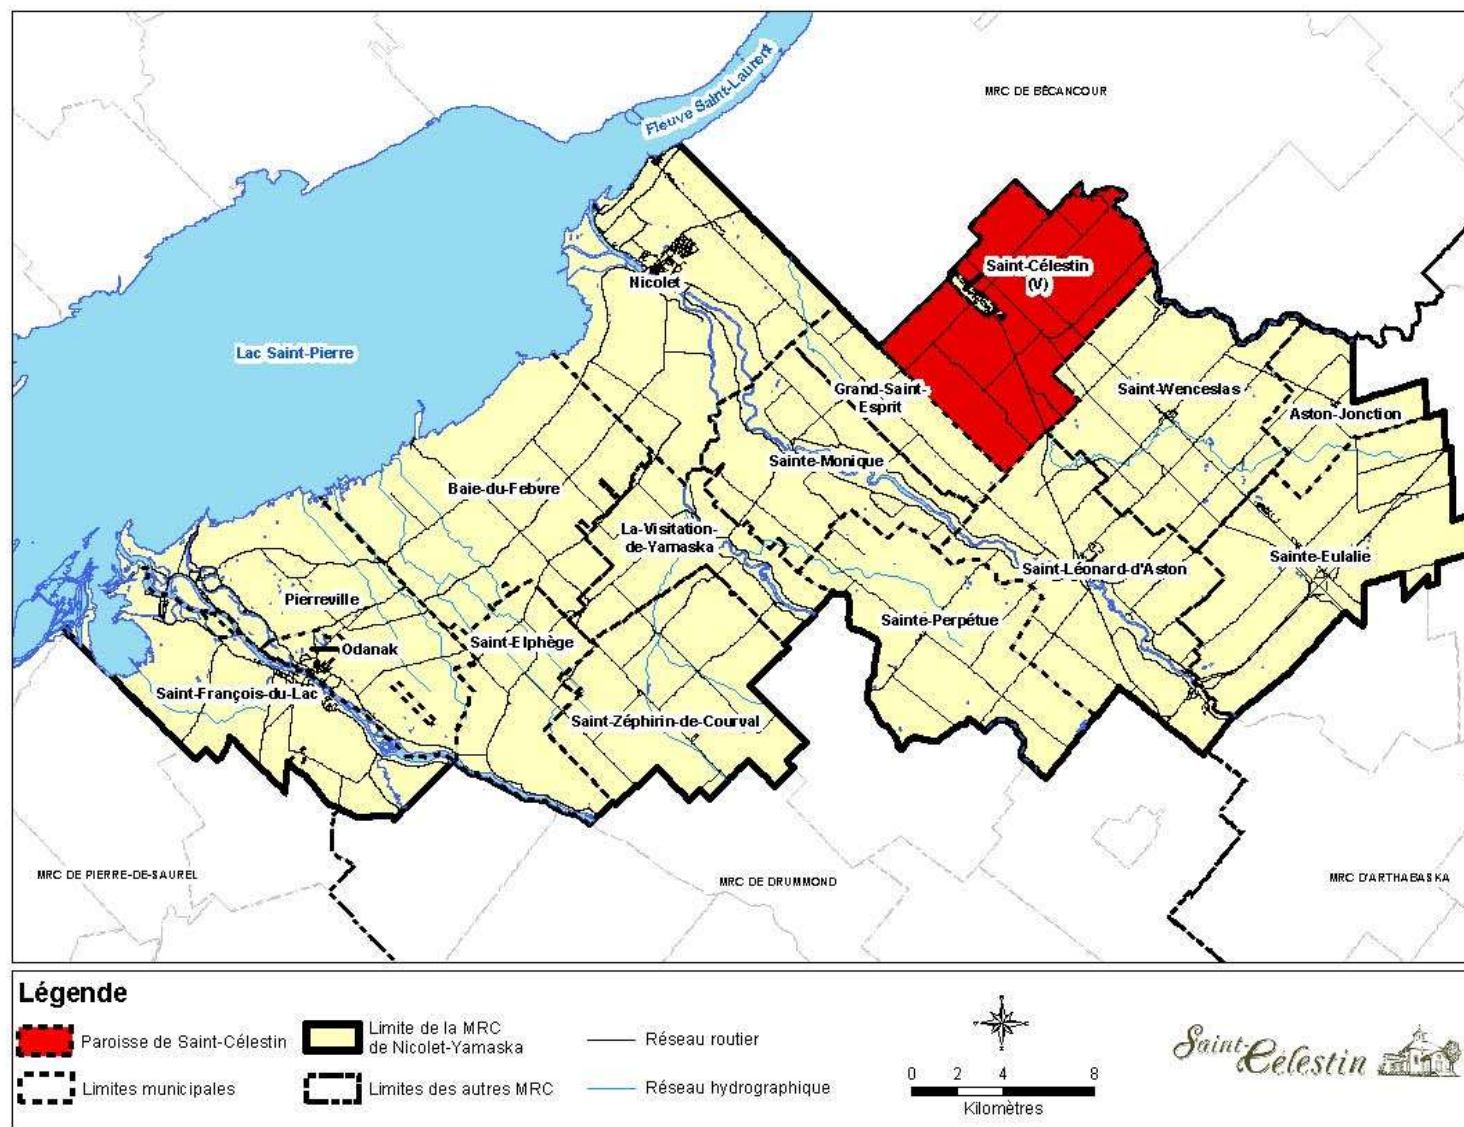 Fleuve Saint-Laurent
MRC DE BÉCANCOUR
Saint-Célestin
(V)
Nicolet
Lac Saint-Pierre
Grand-Saint-
Esprit
Saint-Wenceslas
Aston-Jonction
Sainte-Monique
Baie-du-Febvre
La-Visitation-
de-Yamaska
Saint-Léonard-d'Aston
Sainte-Eulalie
Pierreville
Sainte-Perpétue
Saint-Elphège
Odanak
Saint-François-du-Lac
Saint-Zéphirin-de-Courval
MRC DE PIERRE-DE-SAUREL
MRC DE DRUMMOND
MRC D'ARTHABASKA
Légende
Paroisse de Saint-Célestin
Limites municipales
Limite de la MRC
de Nicolet-Yamaska
Limites des autres MRC
Réseau routier
Réseau hydrographique
0 2 4 8
Kilomètres
Saint-
Célestin